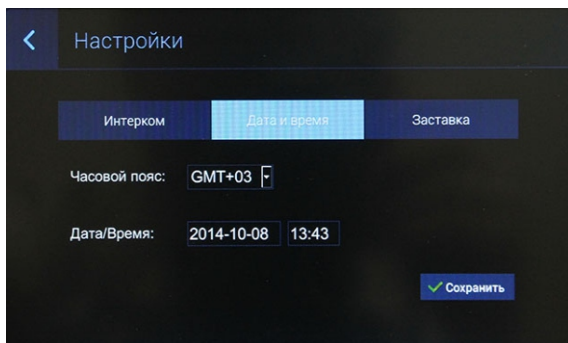 Настройки
Интерком Дата и время Заставка
Часовой пояс: GMT+03
Дата/Время: 2014-10-08 13:43
Сохранить